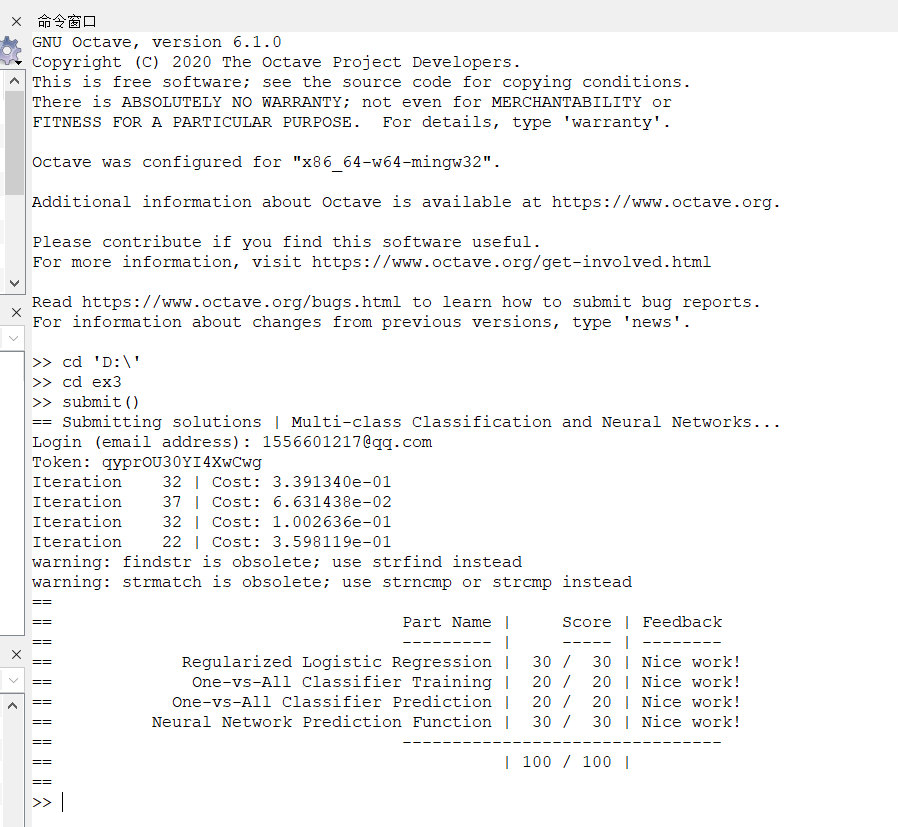 命令窗口
GNU Octave, version 6.1.0
Copyright (C) 2020 The Octave Project Developers.
This is free software; see the source code for copying conditions.
There is ABSOLUTELY NO WARRANTY; not even for MERCHANTABILITY or
FITNESS FOR A PARTICULAR PURPOSE.  For details, type 'warranty'.
Octave was configured for "x86_64-w64-mingw32".
Additional information about Octave is available at https://www.octave.org.
Please contribute if you find this software useful.
For more information, visit https://www.octave.org/get-involved.html
Read https://www.octave.org/bugs.html to learn how to submit bug reports.
For information about changes from previous versions, type 'news'.
>> cd 'D:\'
>> cd ex3
>> submit()
== Submitting solutions | Multi-class Classification and Neural Networks...
Login (email address): 1556601217@qq.com
Token: qyprOU30YI4XwCwg
Iteration    32 | Cost: 3.391340e-01
Iteration    37 | Cost: 6.631438e-02
Iteration    32 | Cost: 1.002636e-01
Iteration    22 | Cost: 3.598119e-01
warning: findstr is obsolete; use strfind instead
warning: strmatch is obsolete; use strncmp or strcmp instead
==
==                                   Part Name |     Score | Feedback
==                                   --------- |     ----- | --------
==             Regularized Logistic Regression |  30 /  30 | Nice work!
==              One-vs-All Classifier Training |  20 /  20 | Nice work!
==            One-vs-All Classifier Prediction |  20 /  20 | Nice work!
==          Neural Network Prediction Function |  30 /  30 | Nice work!
==                                   --------------------------------
==                                             | 100 / 100 |
==
>>